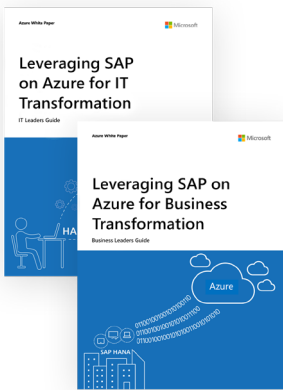 Azure White Paper
Microsoft
Leveraging SAP
on Azure for IT
Transformation
IT Leaders Guide
HA
Azure White Paper
Microsoft
Leveraging SAP on
Azure for Business
Transformation
Business Leaders Guide
Azure
SAP HANA